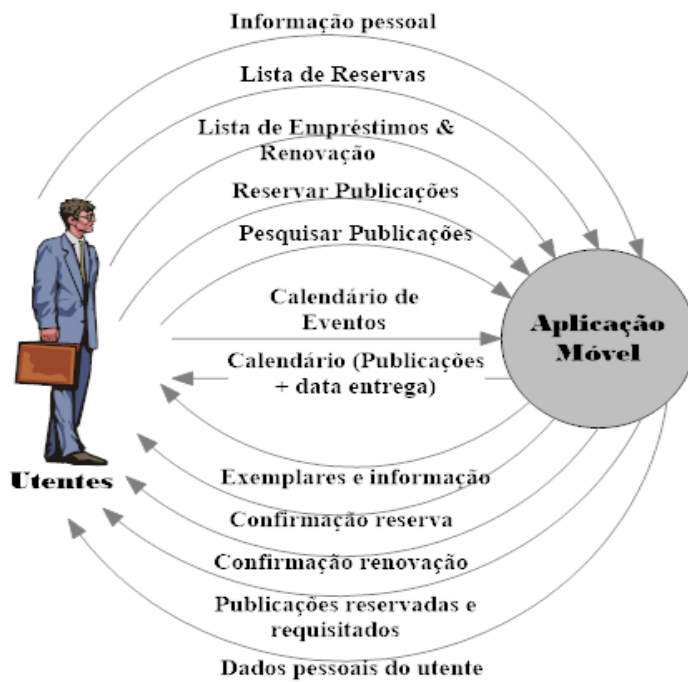 Informação pessoal
Lista de Reservas
Lista de Empréstimos &
Renovação
Reservar Publicações
Pesquisar Publicações
Calendário de
Eventos
Aplicação
Móvel
Calendário (Publicações
+ data entrega)
Utentes
Exemplares e informação
Confirmação reserva
Confirmação renovação
Publicações reservadas e
requisitados
Dados pessoais do utente